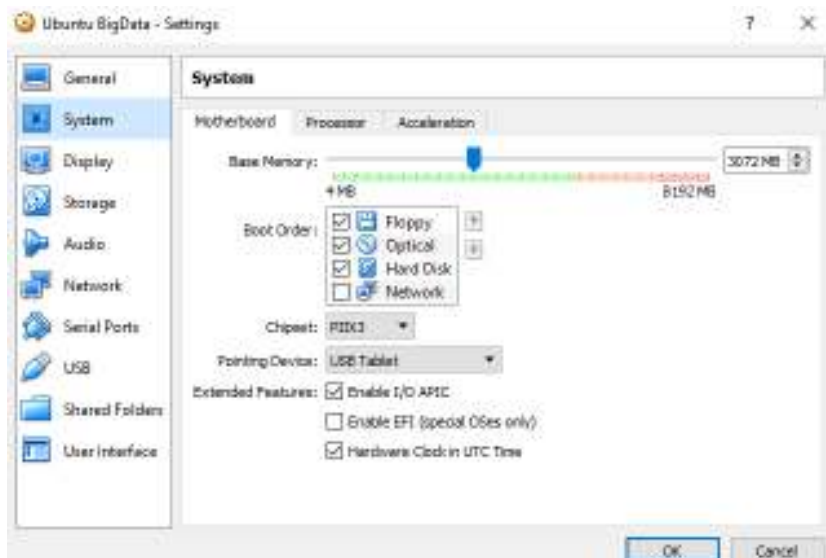 Ubuntu BigData - Settings ? ×
General
System
Display
Storage
Audio
Network
Serial Ports
USB
Shared Folders
User Interface
System
Motherboard Processor Acceleration
Base Memory: 3072 MB
4 MB 8192 MB
Boot Order: Floppy
Optical
Hard Disk
Network
Chipset: PIIX3
Pointing Device: USB Tablet
Extended Features: Enable I/O APIC
Enable EFI (special OSes only)
Hardware Clock in UTC Time
OK Cancel